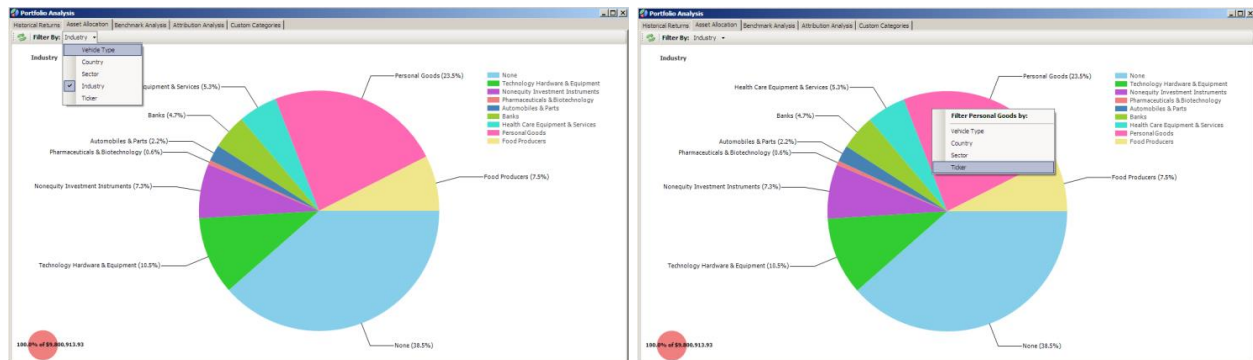 Portfolio Analysis
Historical Returns Asset Allocation Benchmark Analysis Attribution Analysis Custom Categories
Filter By: Industry
Vehicle Type
Country
Sector
Industry
Ticker
Industry
Personal Goods (23.5%)
equipment & Services (5.3%)
Banks (4.7%)
Automobiles & Parts (2.2%)
Pharmaceuticals & Biotechnology (0.6%)
Nonequity Investment Instruments (7.3%)
Food Producers (7.5%)
Technology Hardware & Equipment (10.5%)
None (38.5%)
None
Technology Hardware & Equipment
Nonequity Investment Instruments
Pharmaceuticals & Biotechnology
Automobiles & Parts
Banks
Health Care Equipment & Services
Personal Goods
Food Producers
100.0% of $9,800,913.93
Portfolio Analysis
Historical Returns Asset Allocation Benchmark Analysis Attribution Analysis Custom Categories
Filter By: Industry
Industry
Personal Goods (23.5%)
Health Care Equipment & Services (5.3%)
Banks (4.7%)
Automobiles & Parts (2.2%)
Pharmaceuticals & Biotechnology (0.6%)
Nonequity Investment Instruments (7.3%)
Food Producers (7.5%)
Technology Hardware & Equipment (10.5%)
None (38.5%)
None
Technology Hardware & Equipment
Nonequity Investment Instruments
Pharmaceuticals & Biotechnology
Automobiles & Parts
Banks
Health Care Equipment & Services
Personal Goods
Food Producers
Filter Personal Goods by:
Vehicle Type
Country
Sector
Ticker
100.0% of $9,800,913.93